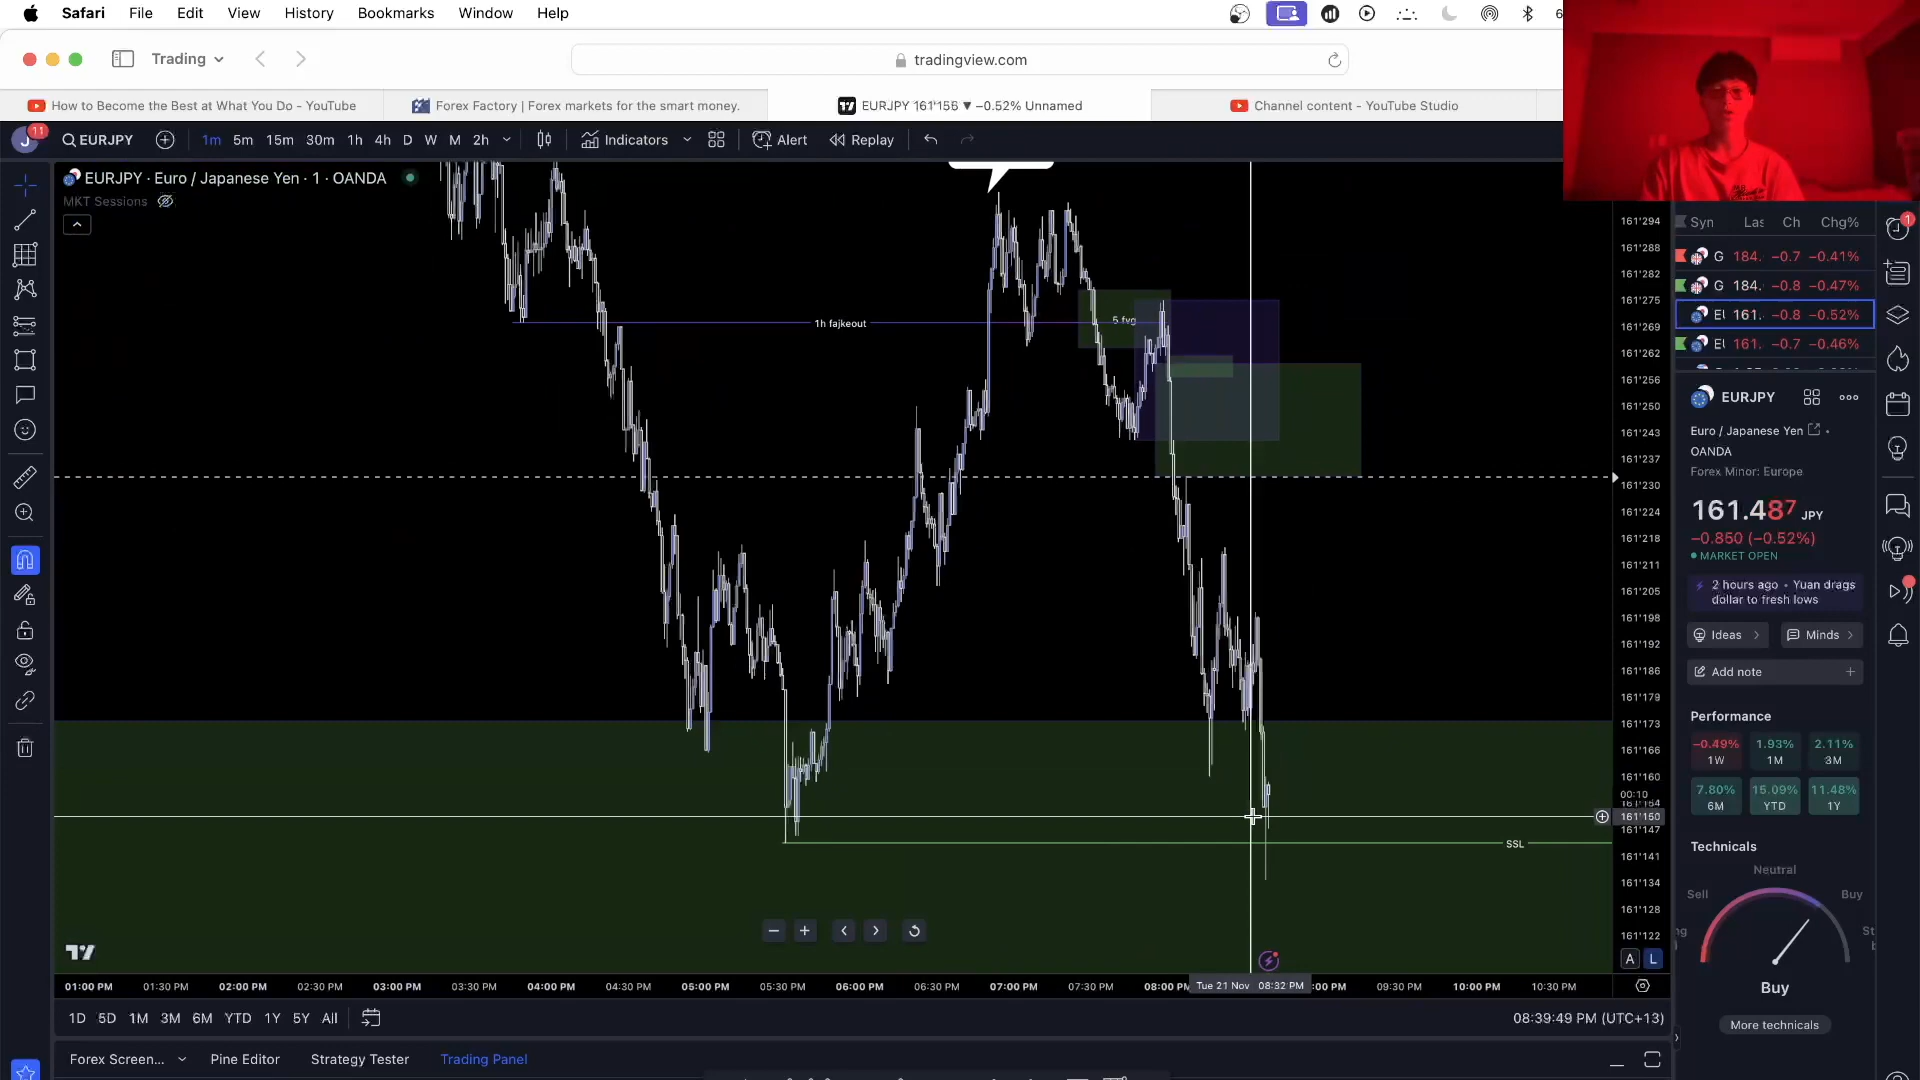 Safari File Edit View History Bookmarks Window Help
Trading
tradingview.com
How to Become the Best at What You Do - YouTube
Forex Factory | Forex markets for the smart money.
EURJPY 161'156 ▼ −0.52% Unnamed
Channel content - YouTube Studio
J 11 EURJPY 1m 5m 15m 30m 1h 4h D W M 2h Indicators Alert Replay
EURJPY · Euro / Japanese Yen · 1 · OANDA
MKT Sessions
1h fajkeout
5 fvg
SSL
161'294
161'288
161'282
161'275
161'269
161'262
161'256
161'250
161'243
161'237
161'230
161'224
161'218
161'211
161'205
161'198
161'192
161'186
161'179
161'173
161'166
161'160
00:10
161'154
161'150
161'147
161'141
161'134
161'128
161'122
A L
01:00 PM 01:30 PM 02:00 PM 02:30 PM 03:00 PM 03:30 PM 04:00 PM 04:30 PM 05:00 PM 05:30 PM 06:00 PM 06:30 PM 07:00 PM 07:30 PM 08:00 PM Tue 21 Nov 08:32 PM :00 PM 09:30 PM 10:00 PM 10:30 PM
1D 5D 1M 3M 6M YTD 1Y 5Y All
08:39:49 PM (UTC+13)
Forex Screen... Pine Editor Strategy Tester Trading Panel
Syn Las Ch Chg%
G 184. −0.7 −0.41%
G 184. −0.8 −0.47%
EU 161. −0.8 −0.52%
EU 161. −0.7 −0.46%
EURJPY
Euro / Japanese Yen
OANDA
Forex Minor: Europe
161.487 JPY
−0.850 (−0.52%)
MARKET OPEN
2 hours ago • Yuan drags
dollar to fresh lows
Ideas Minds
Add note
Performance
−0.49% 1.93% 2.11%
1W 1M 3M
7.80% 15.09% 11.48%
6M YTD 1Y
Technicals
Neutral
Sell Buy
ng St
Buy
More technicals
1